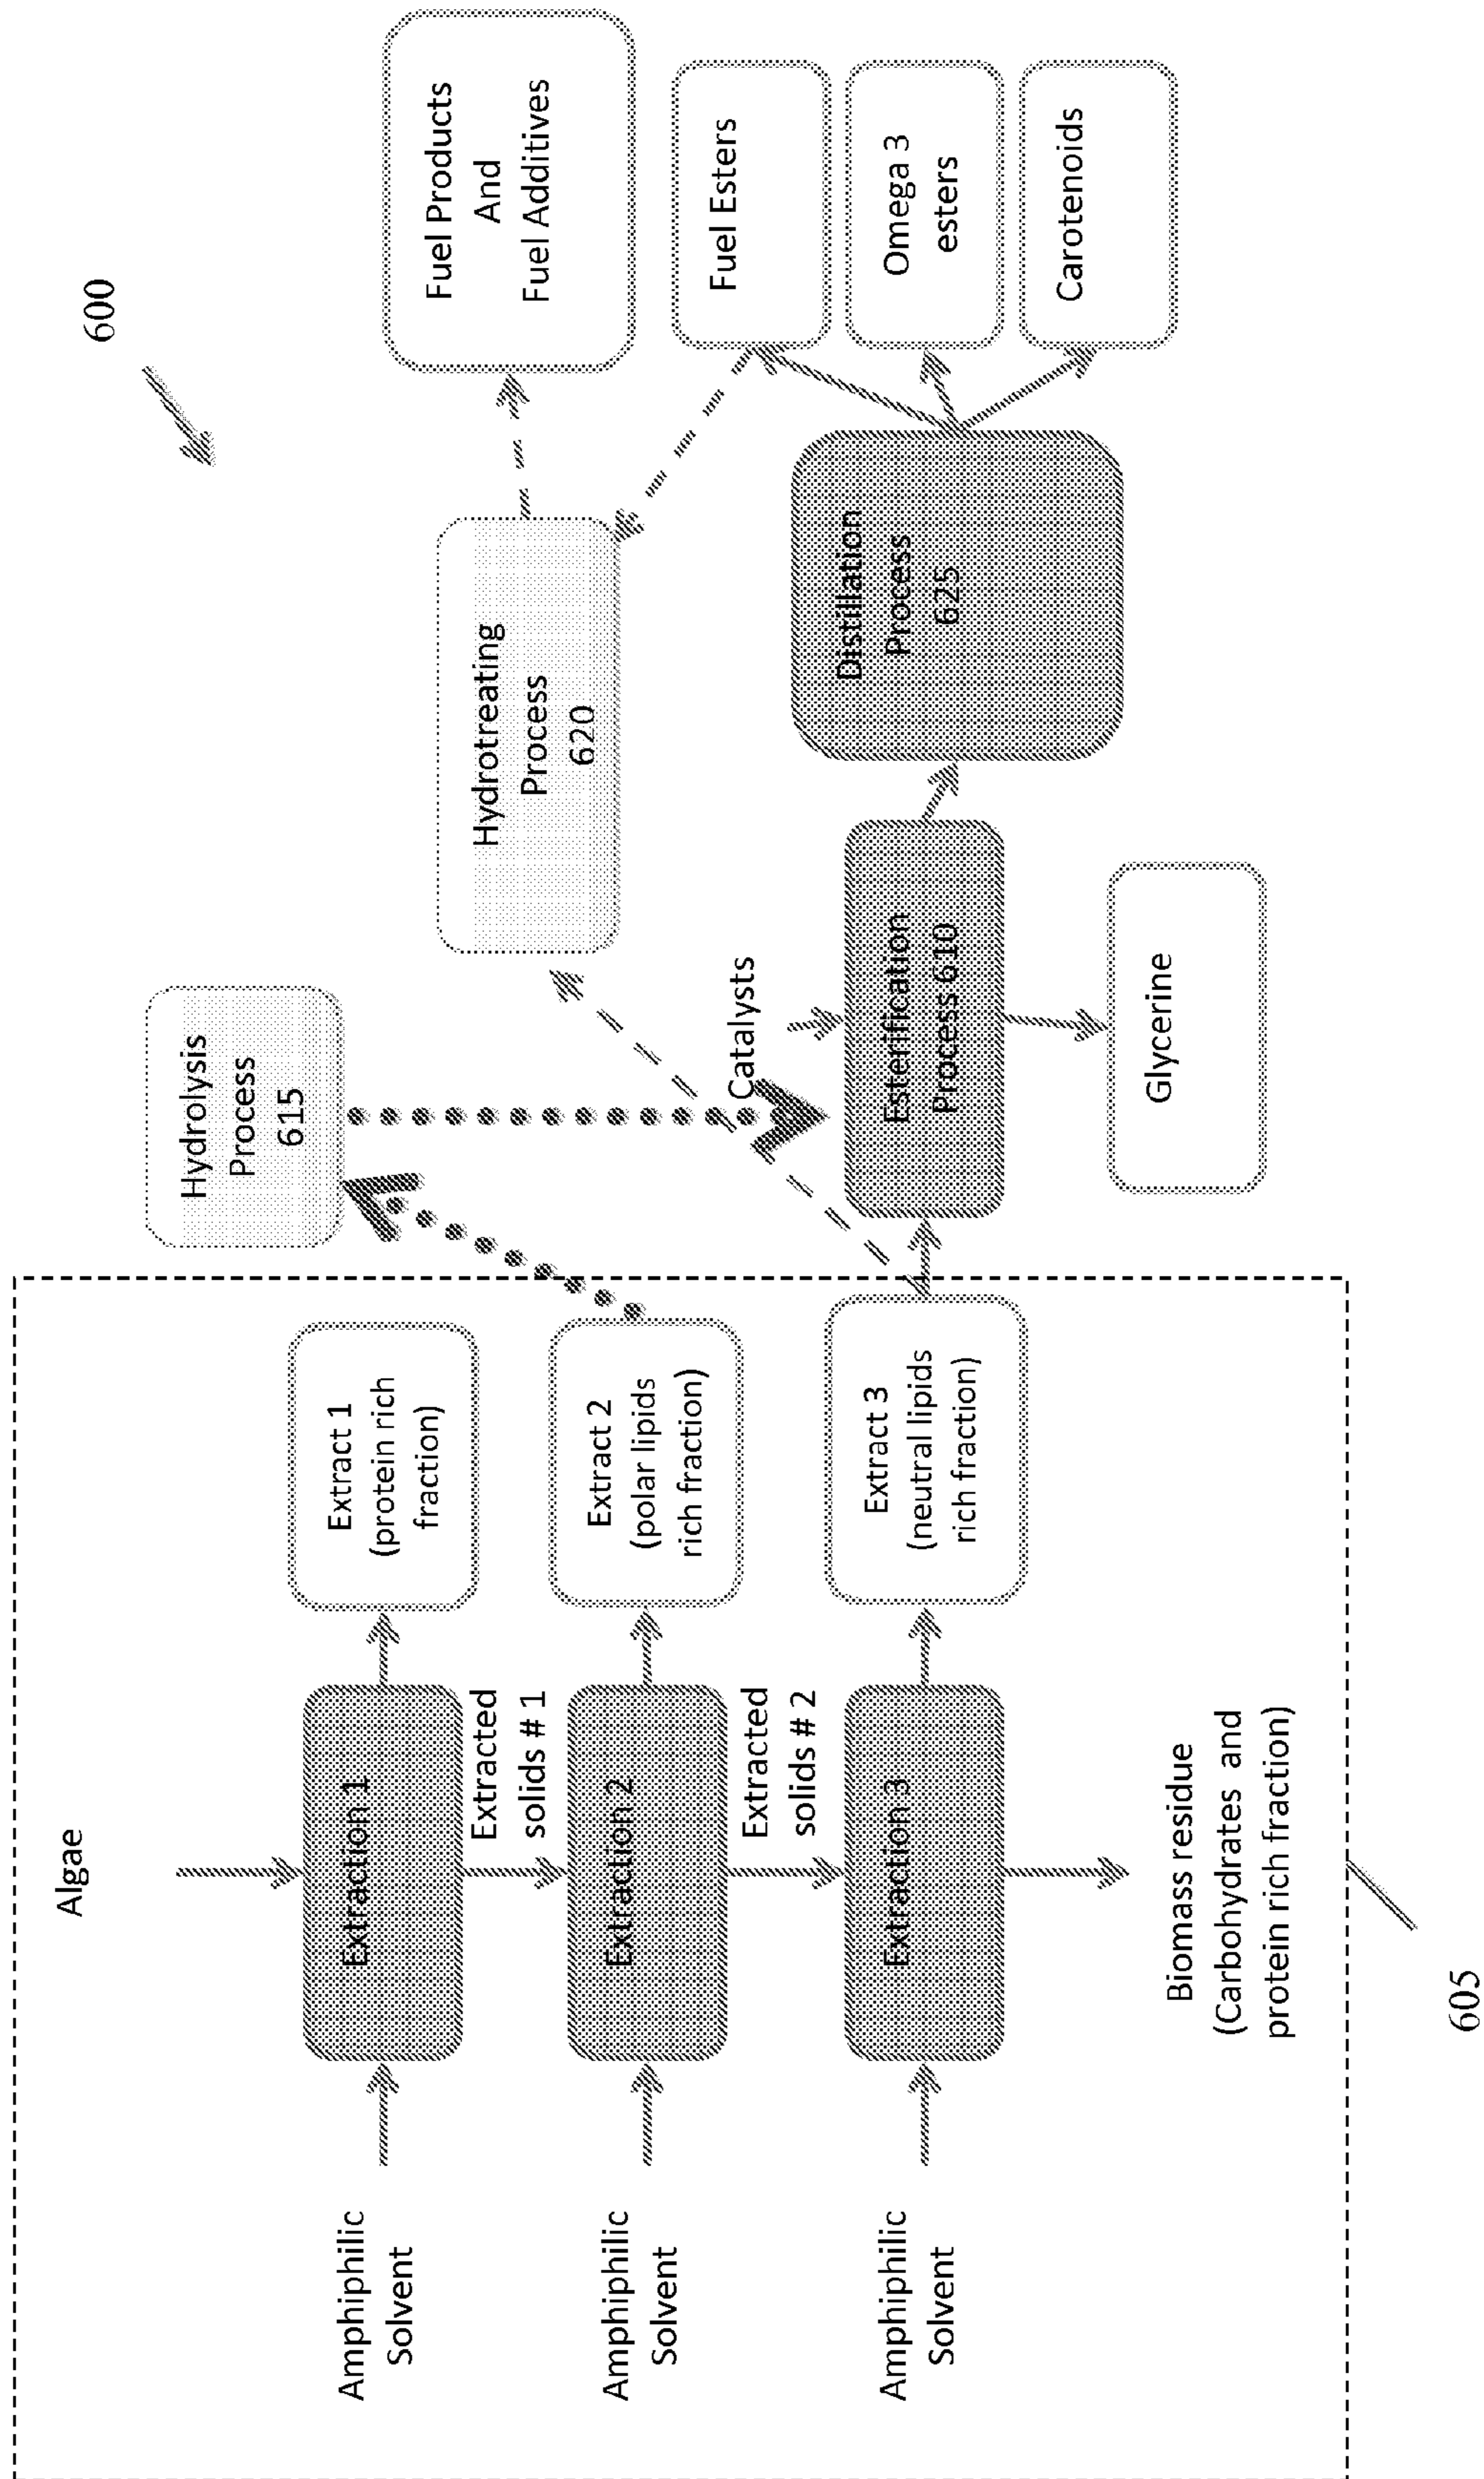 600
Algae
Amphiphilic
Solvent
Extraction 1
Extract 1
(protein rich
fraction)
Extracted
solids # 1
Amphiphilic
Solvent
Extraction 2
Extract 2
(polar lipids
rich fraction)
Extracted
solids # 2
Amphiphilic
Solvent
Extraction 3
Extract 3
(neutral lipids
rich fraction)
Biomass residue
(Carbohydrates and
protein rich fraction)
605
Hydrolysis
Process
615
Catalysts
Esterification
Process 610
Glycerine
Hydrotreating
Process
620
Distillation
Process
625
Fuel Products
And
Fuel Additives
Fuel Esters
Omega 3
esters
Carotenoids